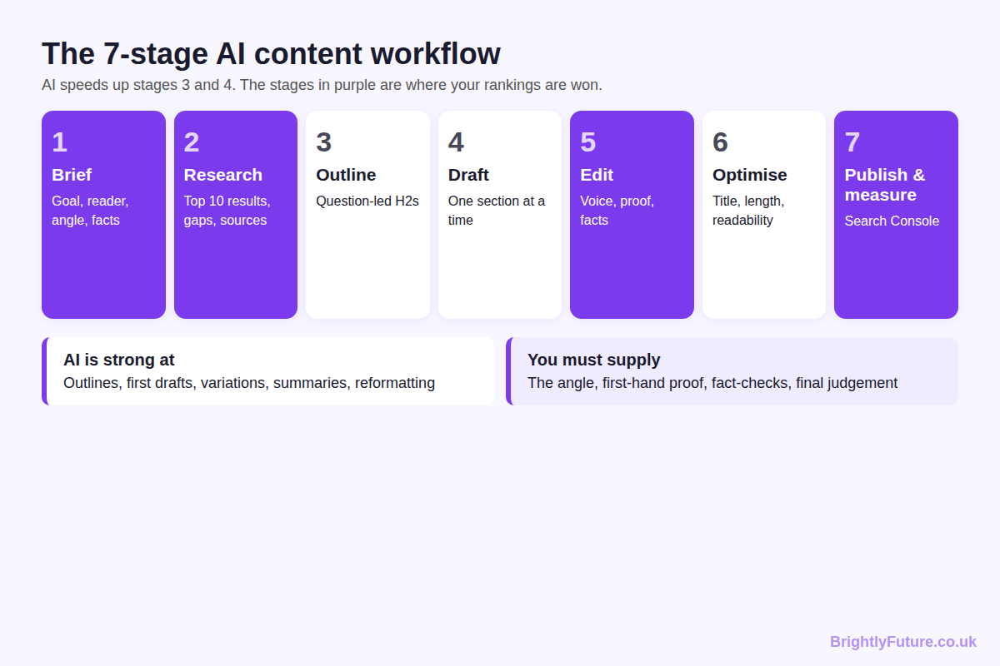 The 7-stage AI content workflow
AI speeds up stages 3 and 4. The stages in purple are where your rankings are won.
1
Brief
Goal, reader,
angle, facts
2
Research
Top 10 results,
gaps, sources
3
Outline
Question-led H2s
4
Draft
One section at a
time
5
Edit
Voice, proof,
facts
6
Optimise
Title, length,
readability
7
Publish &
measure
Search Console
AI is strong at
Outlines, first drafts, variations, summaries, reformatting
You must supply
The angle, first-hand proof, fact-checks, final judgement
BrightlyFuture.co.uk